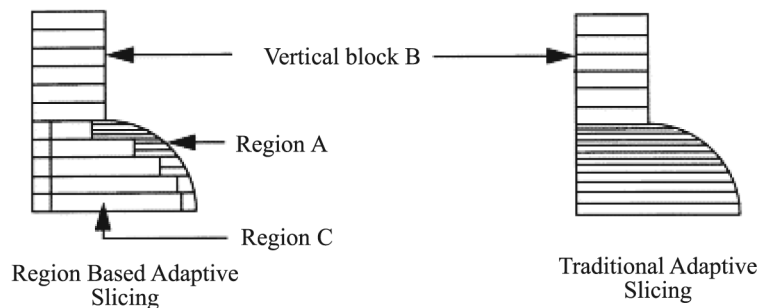 Vertical block B
Region A
Region C
Region Based Adaptive
Slicing
Traditional Adaptive
Slicing